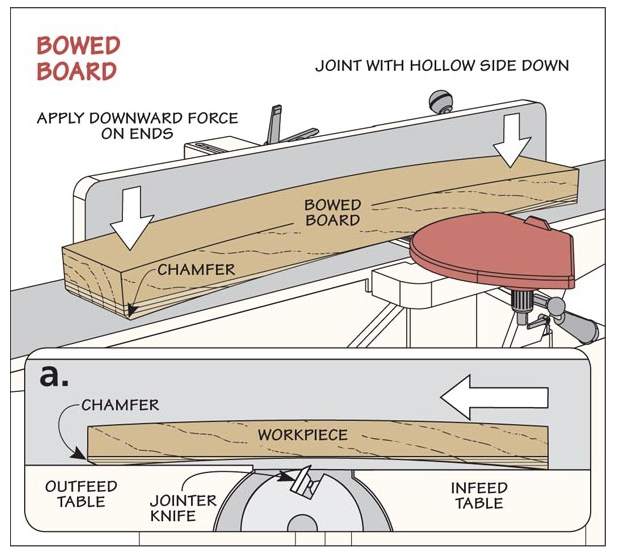 BOWED
BOARD
JOINT WITH HOLLOW SIDE DOWN
APPLY DOWNWARD FORCE
ON ENDS
BOWED
BOARD
CHAMFER
a.
CHAMFER
WORKPIECE
OUTFEED
TABLE
JOINTER
KNIFE
INFEED
TABLE